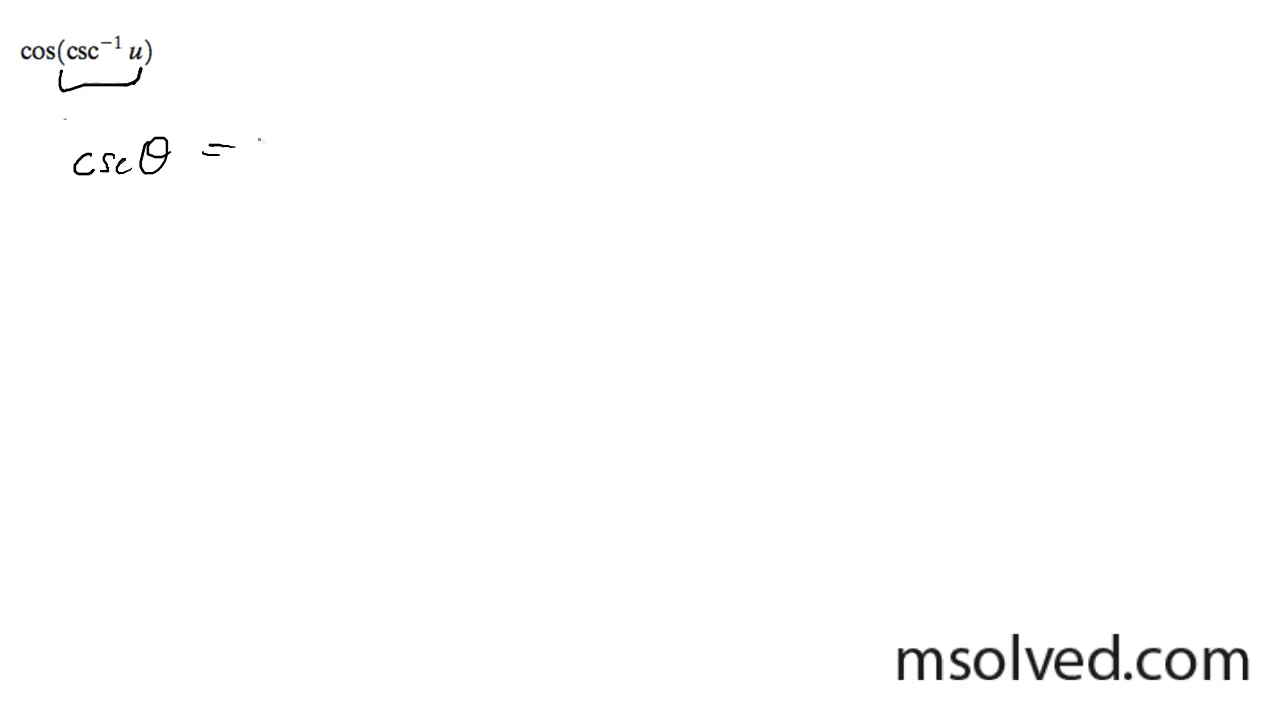 cos(csc⁻¹ u)
cscθ =
msolved.com